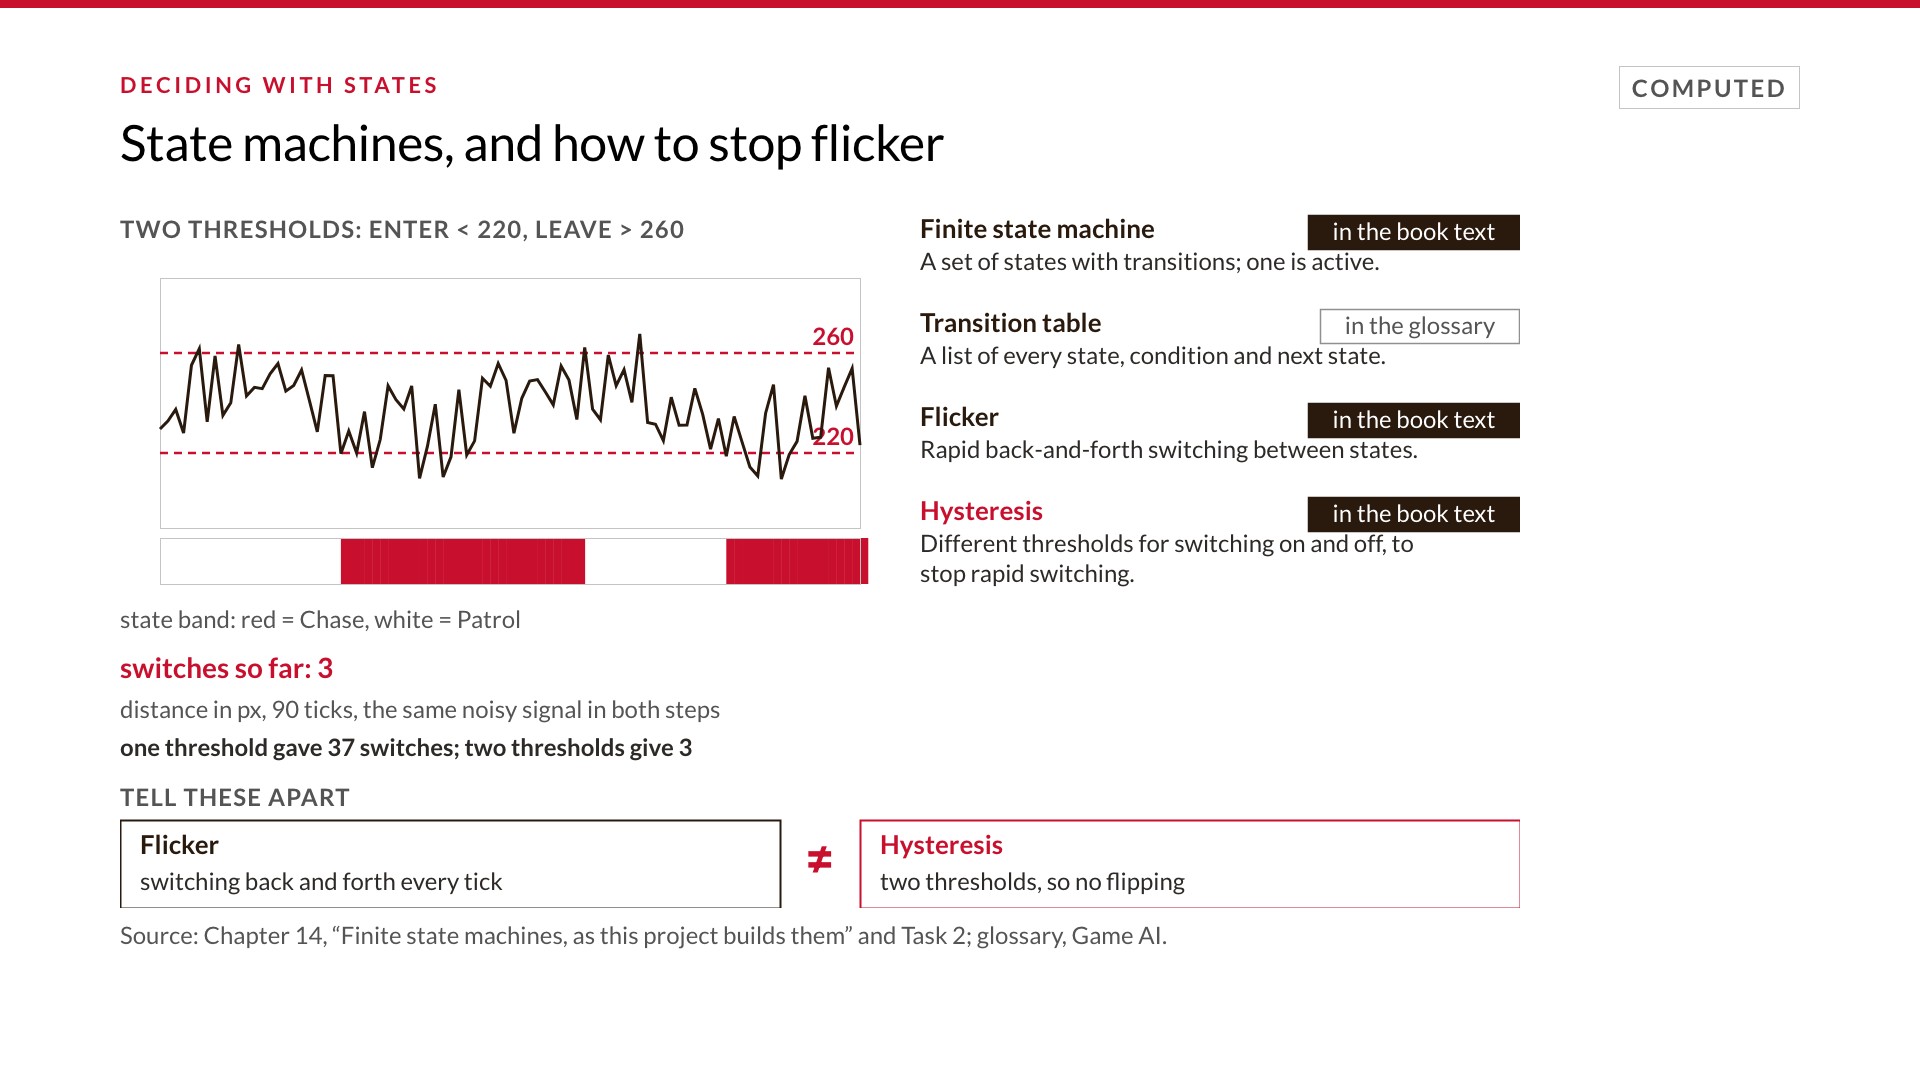 DECIDING WITH STATES
COMPUTED
State machines, and how to stop flicker
TWO THRESHOLDS: ENTER < 220, LEAVE > 260
260
220
state band: red = Chase, white = Patrol
switches so far: 3
distance in px, 90 ticks, the same noisy signal in both steps
one threshold gave 37 switches; two thresholds give 3
Finite state machine
in the book text
A set of states with transitions; one is active.
Transition table
in the glossary
A list of every state, condition and next state.
Flicker
in the book text
Rapid back-and-forth switching between states.
Hysteresis
in the book text
Different thresholds for switching on and off, to
stop rapid switching.
TELL THESE APART
Flicker
switching back and forth every tick
≠
Hysteresis
two thresholds, so no flipping
Source: Chapter 14, “Finite state machines, as this project builds them” and Task 2; glossary, Game AI.